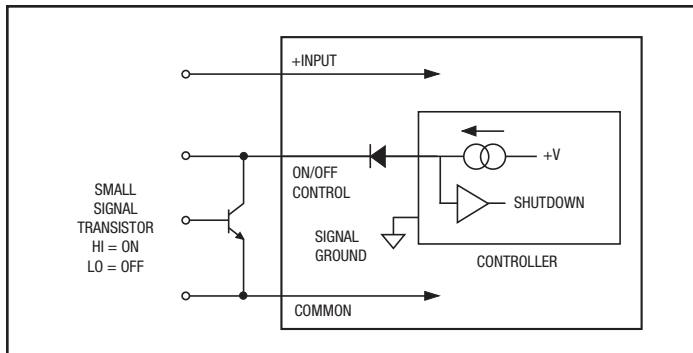 +INPUT
+V
ON/OFF
CONTROL
SHUTDOWN
SMALL
SIGNAL
TRANSISTOR
HI = ON
LO = OFF
SIGNAL
GROUND
CONTROLLER
COMMON